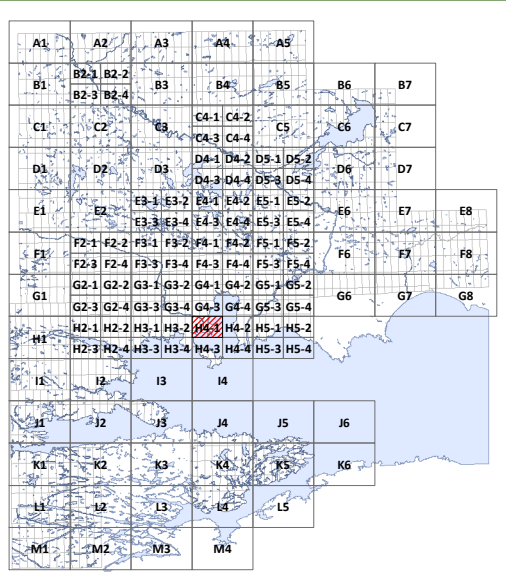 A1 A2 A3 A4 A5
B2-1 B2-2
B1 B3 B4 B5 B6 B7
B2-3 B2-4
C4-1 C4-2
C1 C2 C3 C5 C6 C7
C4-3 C4-4
D4-1 D4-2 D5-1 D5-2
D1 D2 D3 D6 D7
D4-3 D4-4 D5-3 D5-4
E3-1 E3-2 E4-1 E4-2 E5-1 E5-2
E1 E2 E6 E7 E8
E3-3 E3-4 E4-3 E4-4 E5-3 E5-4
F2-1 F2-2 F3-1 F3-2 F4-1 F4-2 F5-1 F5-2
F1 F6 F7 F8
F2-3 F2-4 F3-3 F3-4 F4-3 F4-4 F5-3 F5-4
G2-1 G2-2 G3-1 G3-2 G4-1 G4-2 G5-1 G5-2
G1 G6 G7 G8
G2-3 G2-4 G3-3 G3-4 G4-3 G4-4 G5-3 G5-4
H2-1 H2-2 H3-1 H3-2 H4-1 H4-2 H5-1 H5-2
H1
H2-3 H2-4 H3-3 H3-4 H4-3 H4-4 H5-3 H5-4
I1 I2 I3 I4
J1 J2 J3 J4 J5 J6
K1 K2 K3 K4 K5 K6
L1 L2 L3 L4 L5
M1 M2 M3 M4